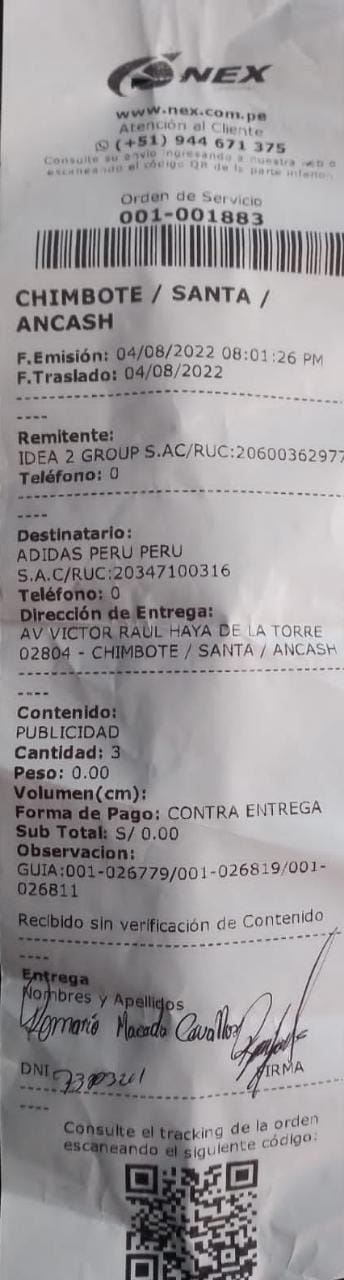 NEX
www.nex.com.pe
Atención al Cliente
(+51) 944 671 375
Consulte su envio ingresando a nuestra web o
escaneando el código QR de la parte inferior
Orden de Servicio
001-001883
CHIMBOTE / SANTA /
ANCASH
F.Emisión: 04/08/2022 08:01:26 PM
F.Traslado: 04/08/2022
----
Remitente:
IDEA 2 GROUP S.AC/RUC:20600362977
Teléfono: 0
----
Destinatario:
ADIDAS PERU PERU
S.A.C/RUC:20347100316
Teléfono: 0
Dirección de Entrega:
AV VICTOR RAUL HAYA DE LA TORRE
02804 - CHIMBOTE / SANTA / ANCASH
----
Contenido:
PUBLICIDAD
Cantidad: 3
Peso: 0.00
Volumen(cm):
Forma de Pago: CONTRA ENTREGA
Sub Total: S/ 0.00
Observacion:
GUIA:001-026779/001-026819/001-
026811
Recibido sin verificación de Contenido
----
Entrega
Nombres y Apellidos
Romario Macada
DNI
FIRMA
----
Consulte el tracking de la orden
escaneando el siguiente código: